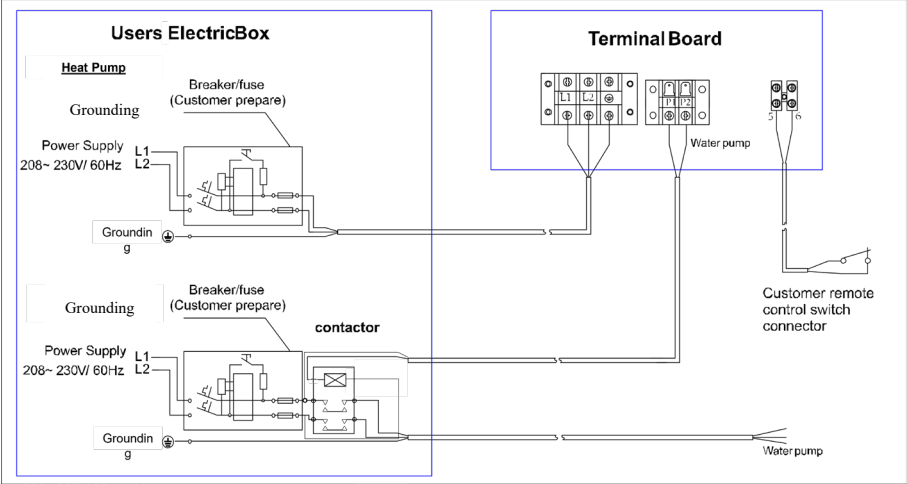 Users ElectricBox
Terminal Board
Heat Pump
Breaker/fuse
(Customer prepare)
Grounding
L1 L2
P1 P2
5 6
Power Supply L1
208~ 230V/ 60Hz L2
Water pump
Groundin
g
Breaker/fuse
(Customer prepare)
Grounding
Customer remote
control switch
connector
contactor
Power Supply L1
208~ 230V/ 60Hz L2
Groundin
g
Water pump